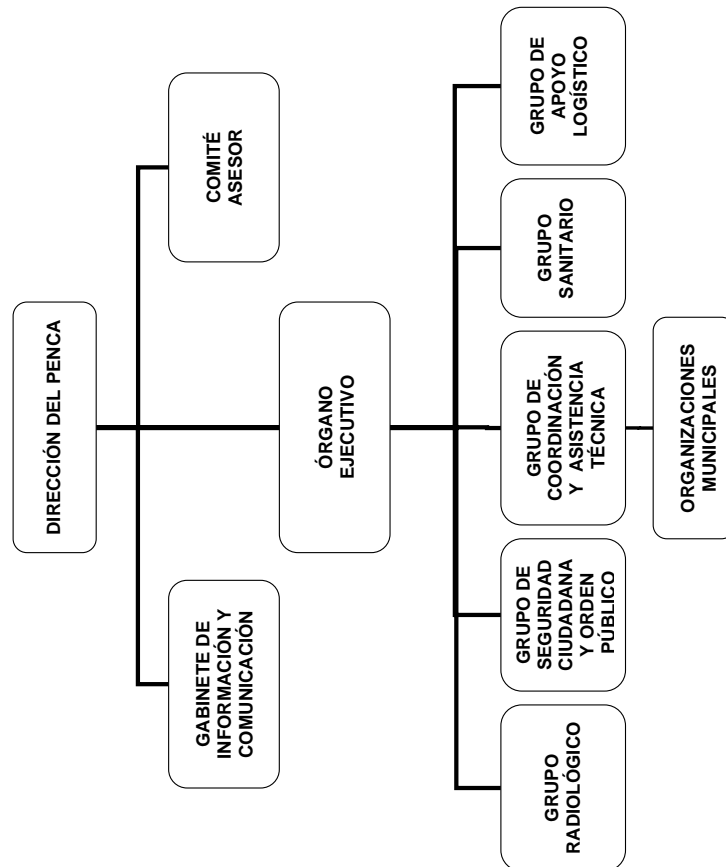 DIRECCIÓN DEL PENCA
GABINETE DE
INFORMACIÓN Y
COMUNICACIÓN
COMITÉ
ASESOR
ÓRGANO
EJECUTIVO
GRUPO
RADIOLÓGICO
GRUPO DE
SEGURIDAD
CIUDADANA
Y ORDEN
PÚBLICO
GRUPO DE
COORDINACIÓN
Y ASISTENCIA
TÉCNICA
GRUPO
SANITARIO
GRUPO DE
APOYO
LOGÍSTICO
ORGANIZACIONES
MUNICIPALES